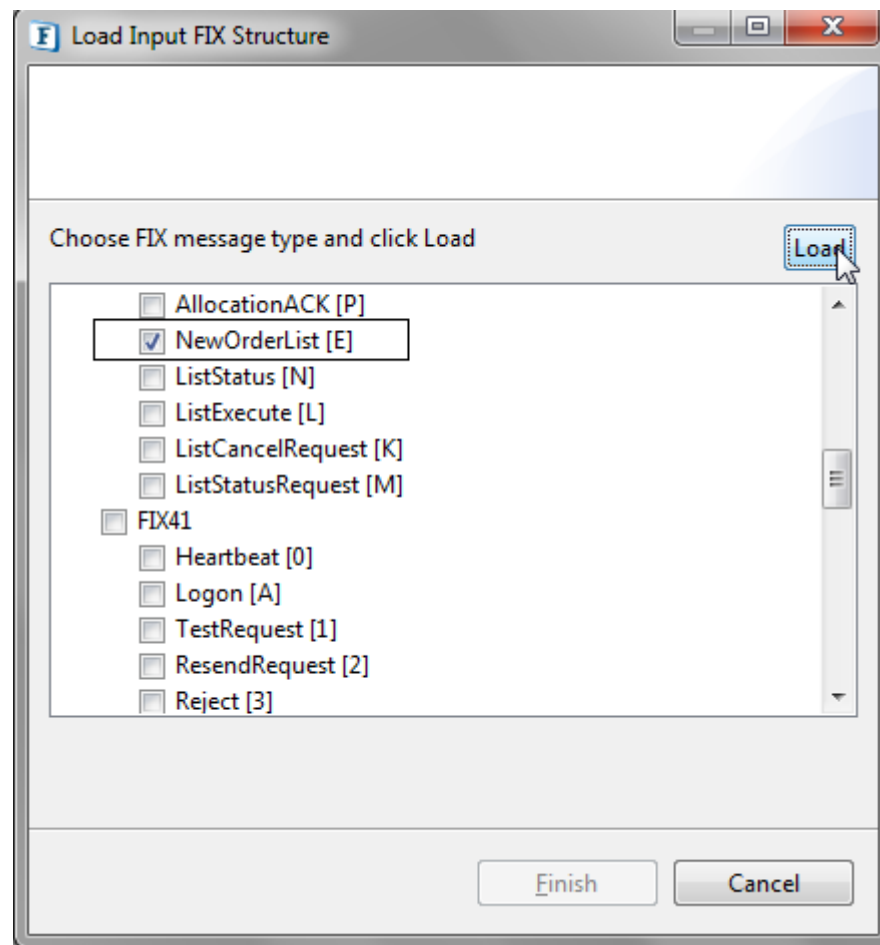 Load Input FIX Structure
Choose FIX message type and click Load
Load
AllocationACK [P]
NewOrderList [E]
ListStatus [N]
ListExecute [L]
ListCancelRequest [K]
ListStatusRequest [M]
FIX41
Heartbeat [0]
Logon [A]
TestRequest [1]
ResendRequest [2]
Reject [3]
Finish
Cancel